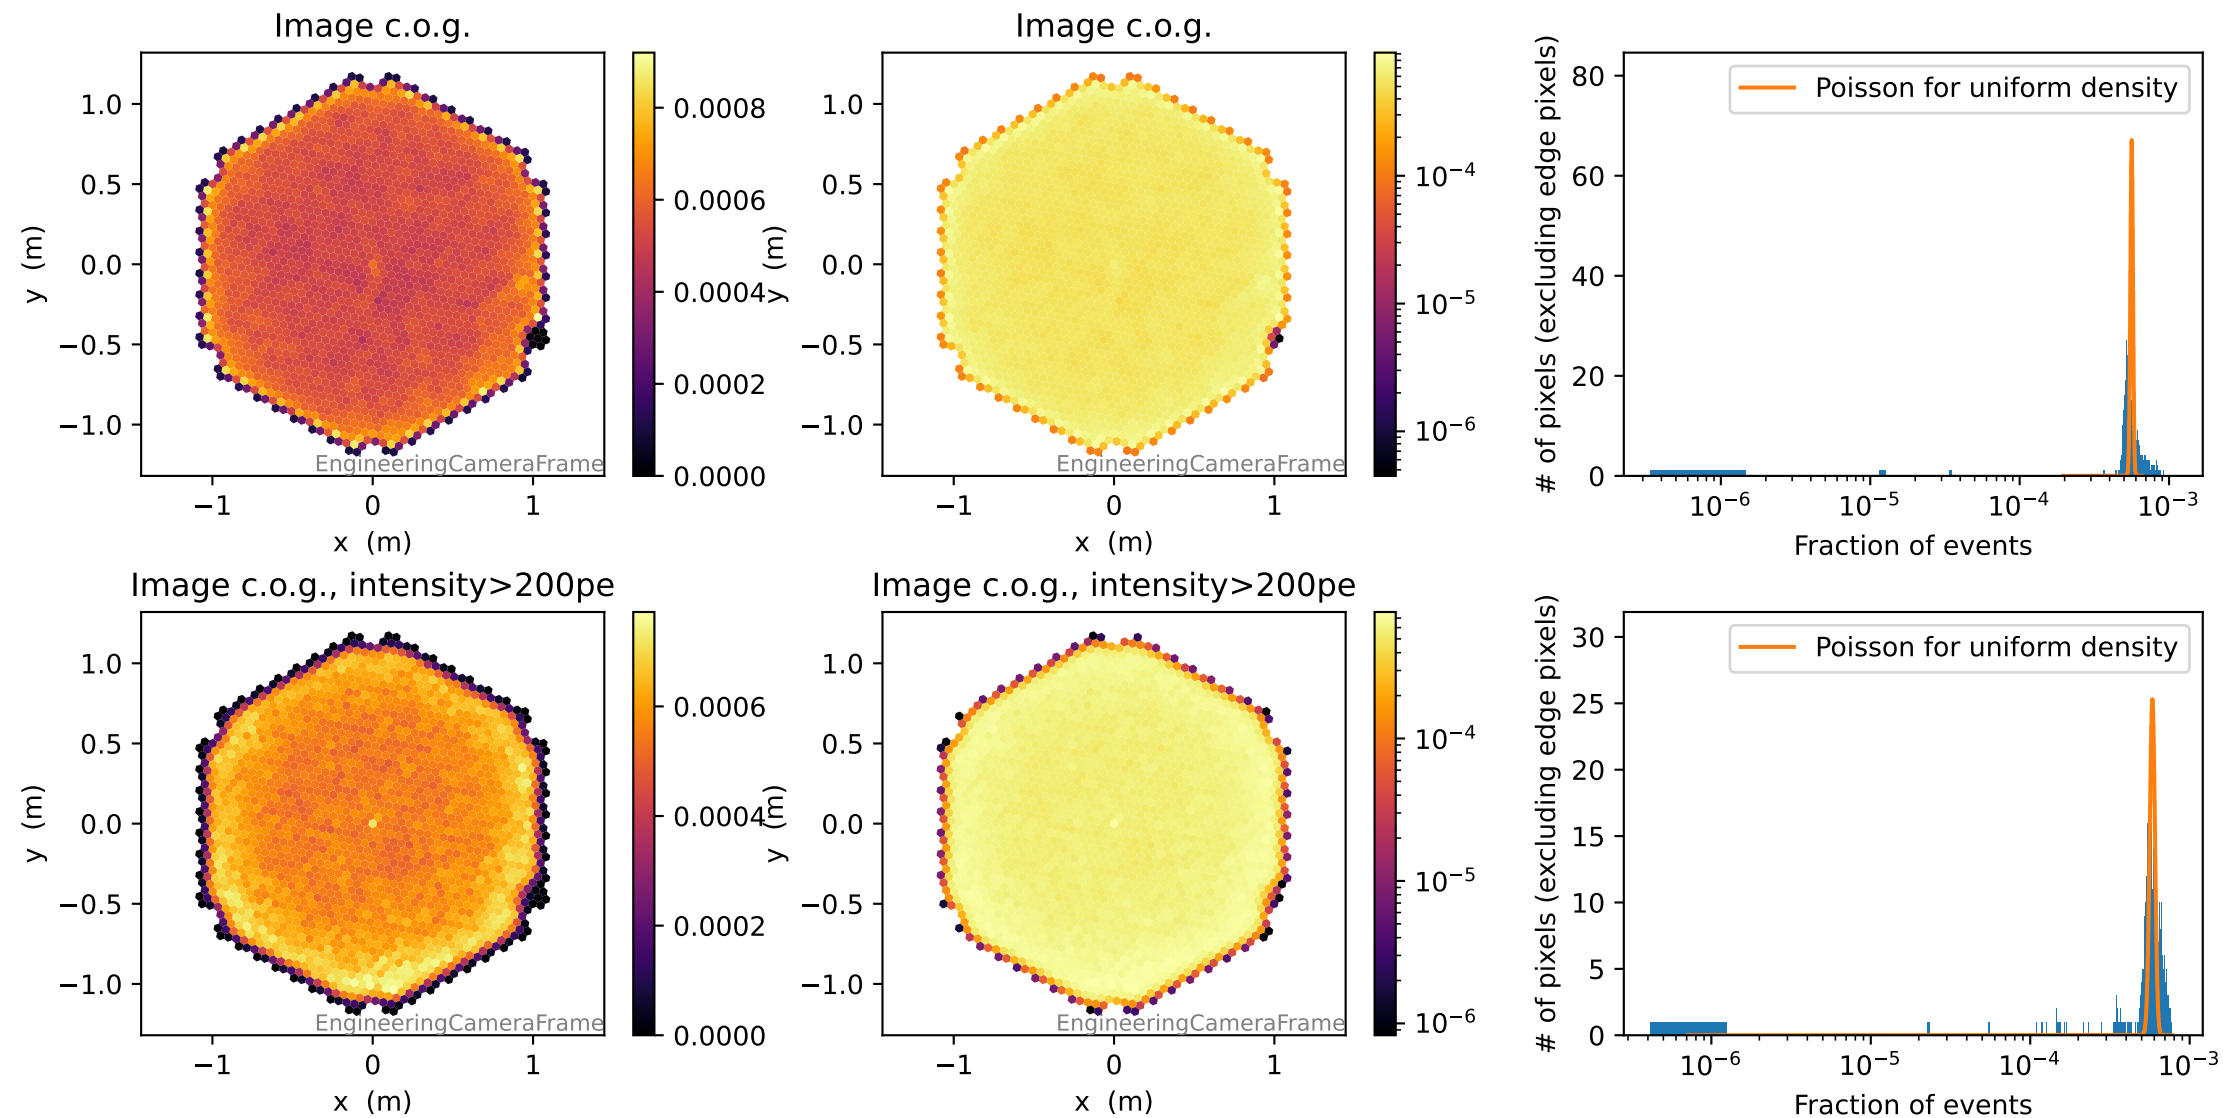 Image c.o.g.
y (m)
1.0
0.5
0.0
−0.5
−1.0
−1 0 1
x (m)
EngineeringCameraFrame
0.0008
0.0006
0.0004
0.0002
0.0000
Image c.o.g.
y (m)
1.0
0.5
0.0
−0.5
−1.0
−1 0 1
x (m)
EngineeringCameraFrame
10⁻⁴
10⁻⁵
10⁻⁶
# of pixels (excluding edge pixels)
80
60
40
20
0
Poisson for uniform density
10⁻⁶ 10⁻⁵ 10⁻⁴ 10⁻³
Fraction of events
Image c.o.g., intensity>200pe
y (m)
1.0
0.5
0.0
−0.5
−1.0
−1 0 1
x (m)
EngineeringCameraFrame
0.0006
0.0004
0.0002
0.0000
Image c.o.g., intensity>200pe
y (m)
1.0
0.5
0.0
−0.5
−1.0
−1 0 1
x (m)
EngineeringCameraFrame
10⁻⁴
10⁻⁵
10⁻⁶
# of pixels (excluding edge pixels)
30
25
20
15
10
5
0
Poisson for uniform density
10⁻⁶ 10⁻⁵ 10⁻⁴ 10⁻³
Fraction of events